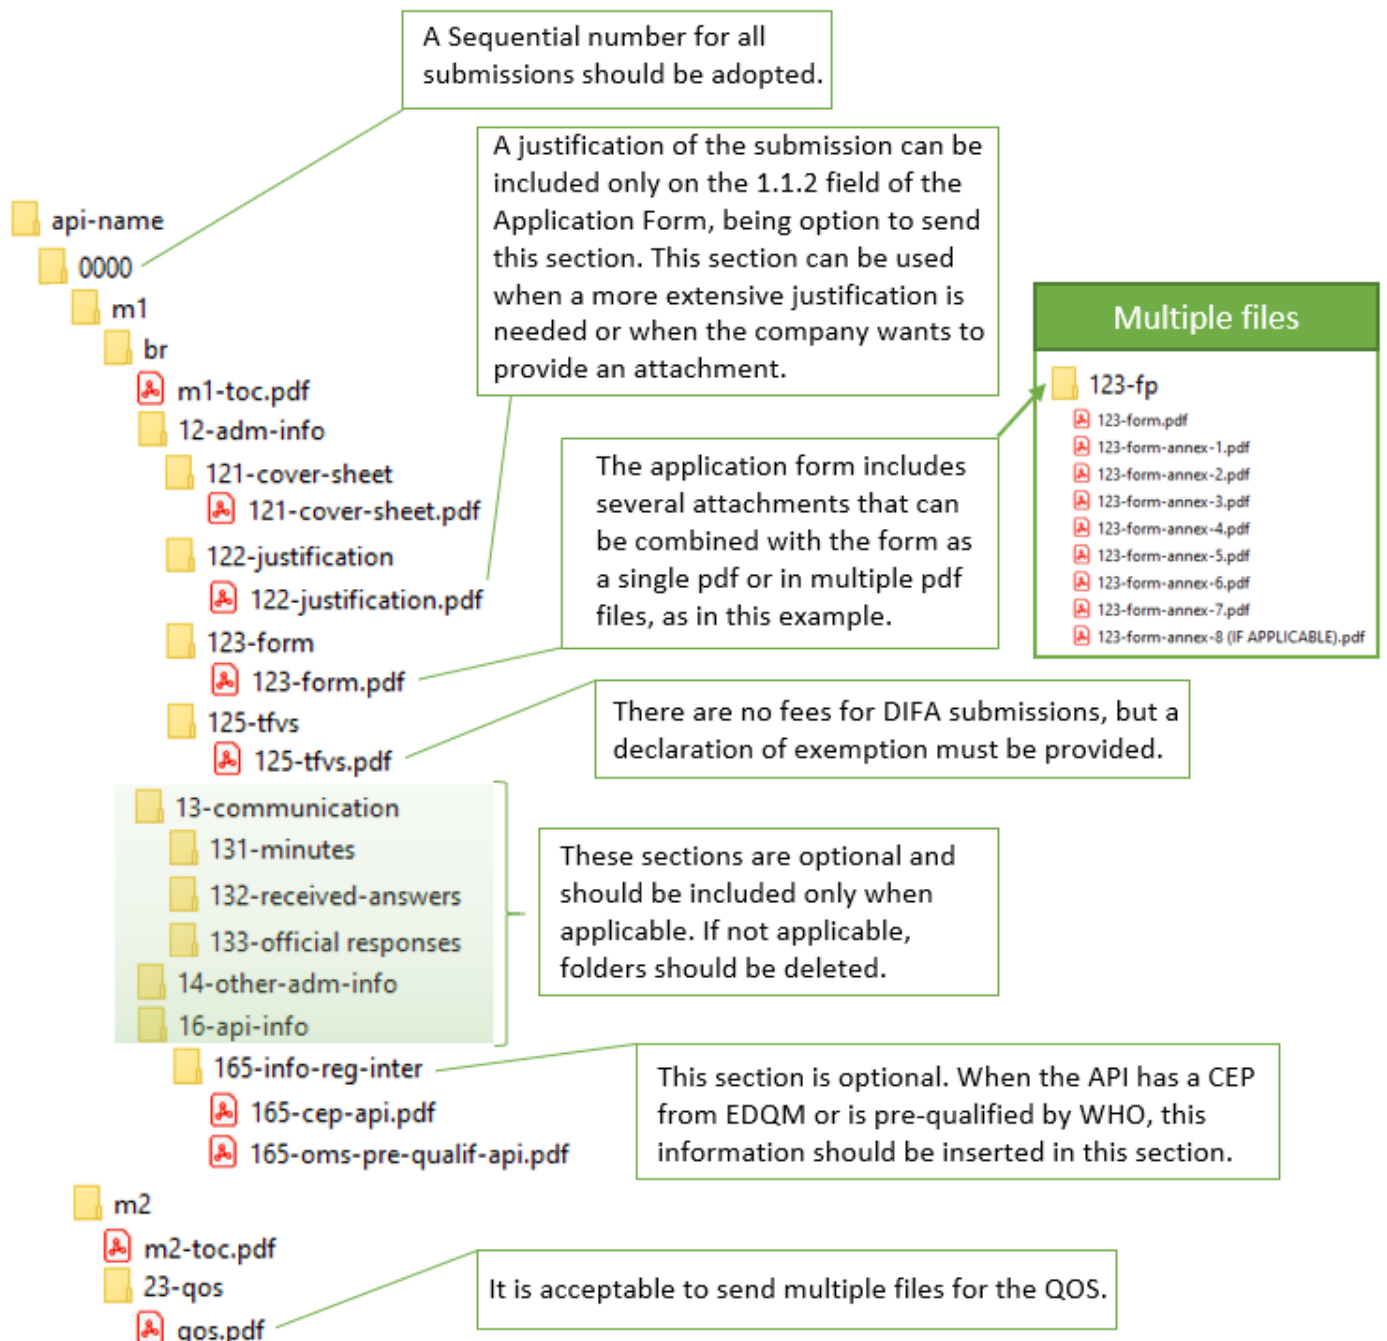 A Sequential number for all
submissions should be adopted.
A justification of the submission can be
included only on the 1.1.2 field of the
Application Form, being option to send
this section. This section can be used
when a more extensive justification is
needed or when the company wants to
provide an attachment.
api-name
0000
m1
br
m1-toc.pdf
12-adm-info
121-cover-sheet
121-cover-sheet.pdf
122-justification
122-justification.pdf
123-form
123-form.pdf
125-tfvs
125-tfvs.pdf
Multiple files
123-fp
123-form.pdf
123-form-annex-1.pdf
123-form-annex-2.pdf
123-form-annex-3.pdf
123-form-annex-4.pdf
123-form-annex-5.pdf
123-form-annex-6.pdf
123-form-annex-7.pdf
123-form-annex-8 (IF APPLICABLE).pdf
The application form includes
several attachments that can
be combined with the form as
a single pdf or in multiple pdf
files, as in this example.
There are no fees for DIFA submissions, but a
declaration of exemption must be provided.
13-communication
131-minutes
132-received-answers
133-official responses
14-other-adm-info
16-api-info
These sections are optional and
should be included only when
applicable. If not applicable,
folders should be deleted.
165-info-reg-inter
165-cep-api.pdf
165-oms-pre-qualif-api.pdf
This section is optional. When the API has a CEP
from EDQM or is pre-qualified by WHO, this
information should be inserted in this section.
m2
m2-toc.pdf
23-qos
qos.pdf
It is acceptable to send multiple files for the QOS.